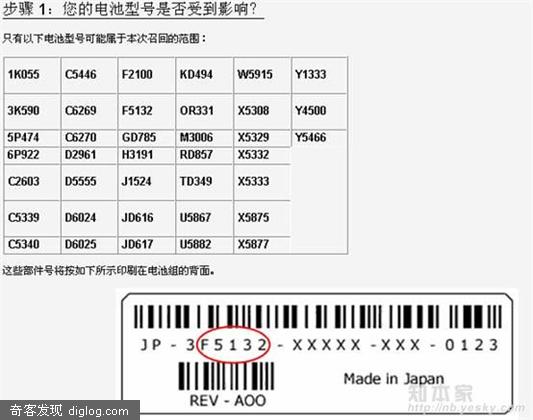 步骤 1：您的电池型号是否受到影响？
只有以下电池型号可能属于本次召回的范围：
1K055 C5446 F2100 KD494 W5915 Y1333
3K590 C6269 F5132 OR331 X5308 Y4500
5P474 C6270 GD785 M3006 X5329 Y5466
6P922 D2961 H3191 RD857 X5332
C2603 D5555 J1524 TD349 X5333
C5339 D6024 JD616 U5867 X5875
C5340 D6025 JD617 U5882 X5877
这些部件号将按如下所示印刷在电池组的背面。
JP - 3F5132 - XXXXX - XXX - 0123
REV - A00
Made in Japan
知本家
http://nb.yesky.com
奇客发现 | diglog.com